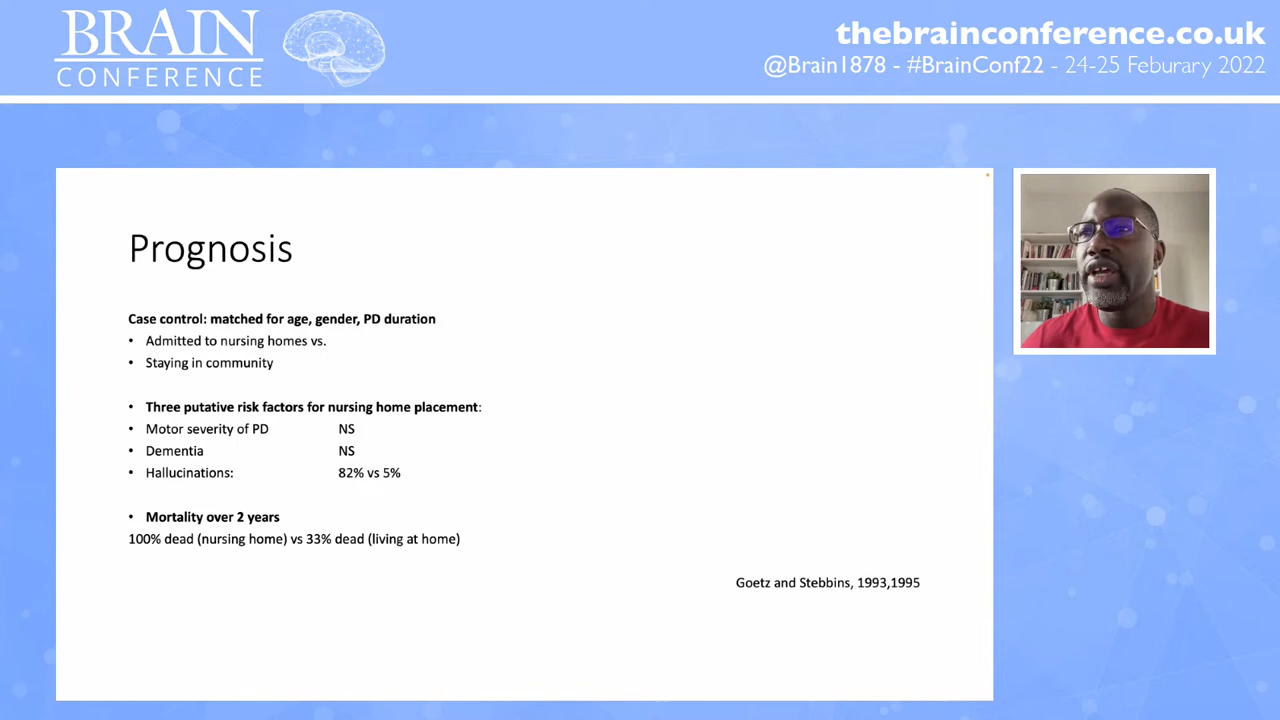 BRAIN
CONFERENCE
thebrainconference.co.uk
@Brain1878 - #BrainConf22 - 24-25 Feburary 2022
Prognosis
Case control: matched for age, gender, PD duration
• Admitted to nursing homes vs.
• Staying in community
• Three putative risk factors for nursing home placement:
• Motor severity of PD NS
• Dementia NS
• Hallucinations: 82% vs 5%
• Mortality over 2 years
100% dead (nursing home) vs 33% dead (living at home)
Goetz and Stebbins, 1993,1995